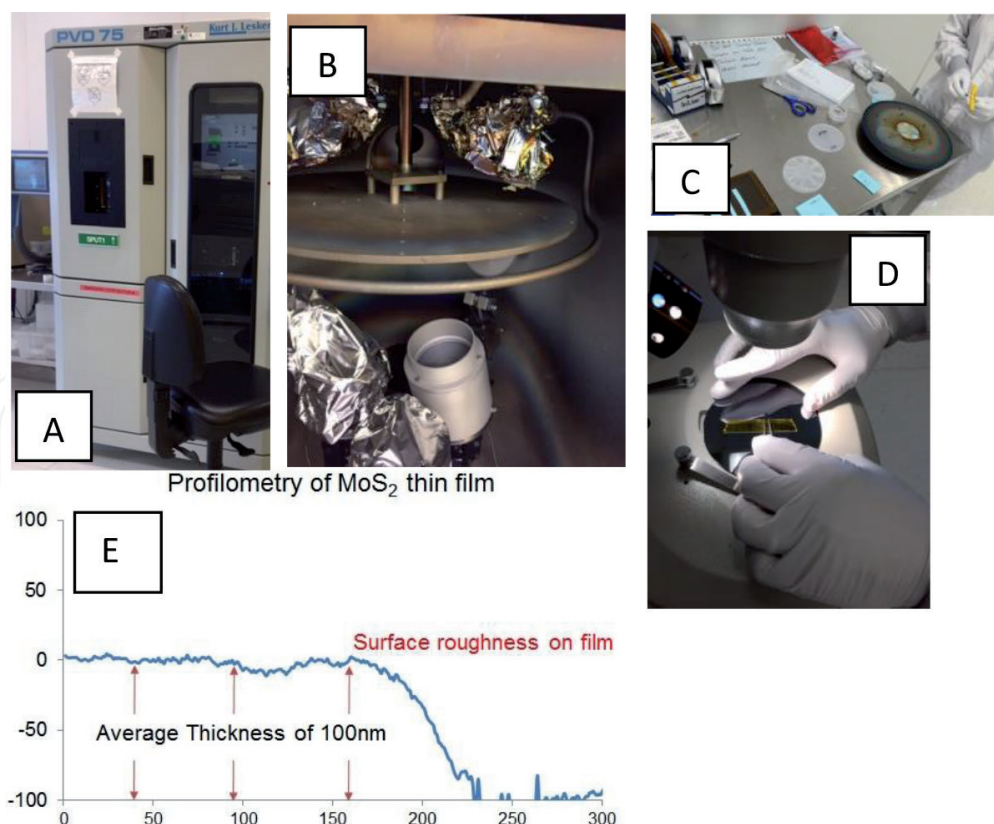 PVD 75
Kurt J. Lesker
SPUT1
A
B
C
D
Profilometry of MoS₂ thin film
E
100
50
0
-50
-100
Surface roughness on film
Average Thickness of 100nm
0 50 100 150 200 250 300